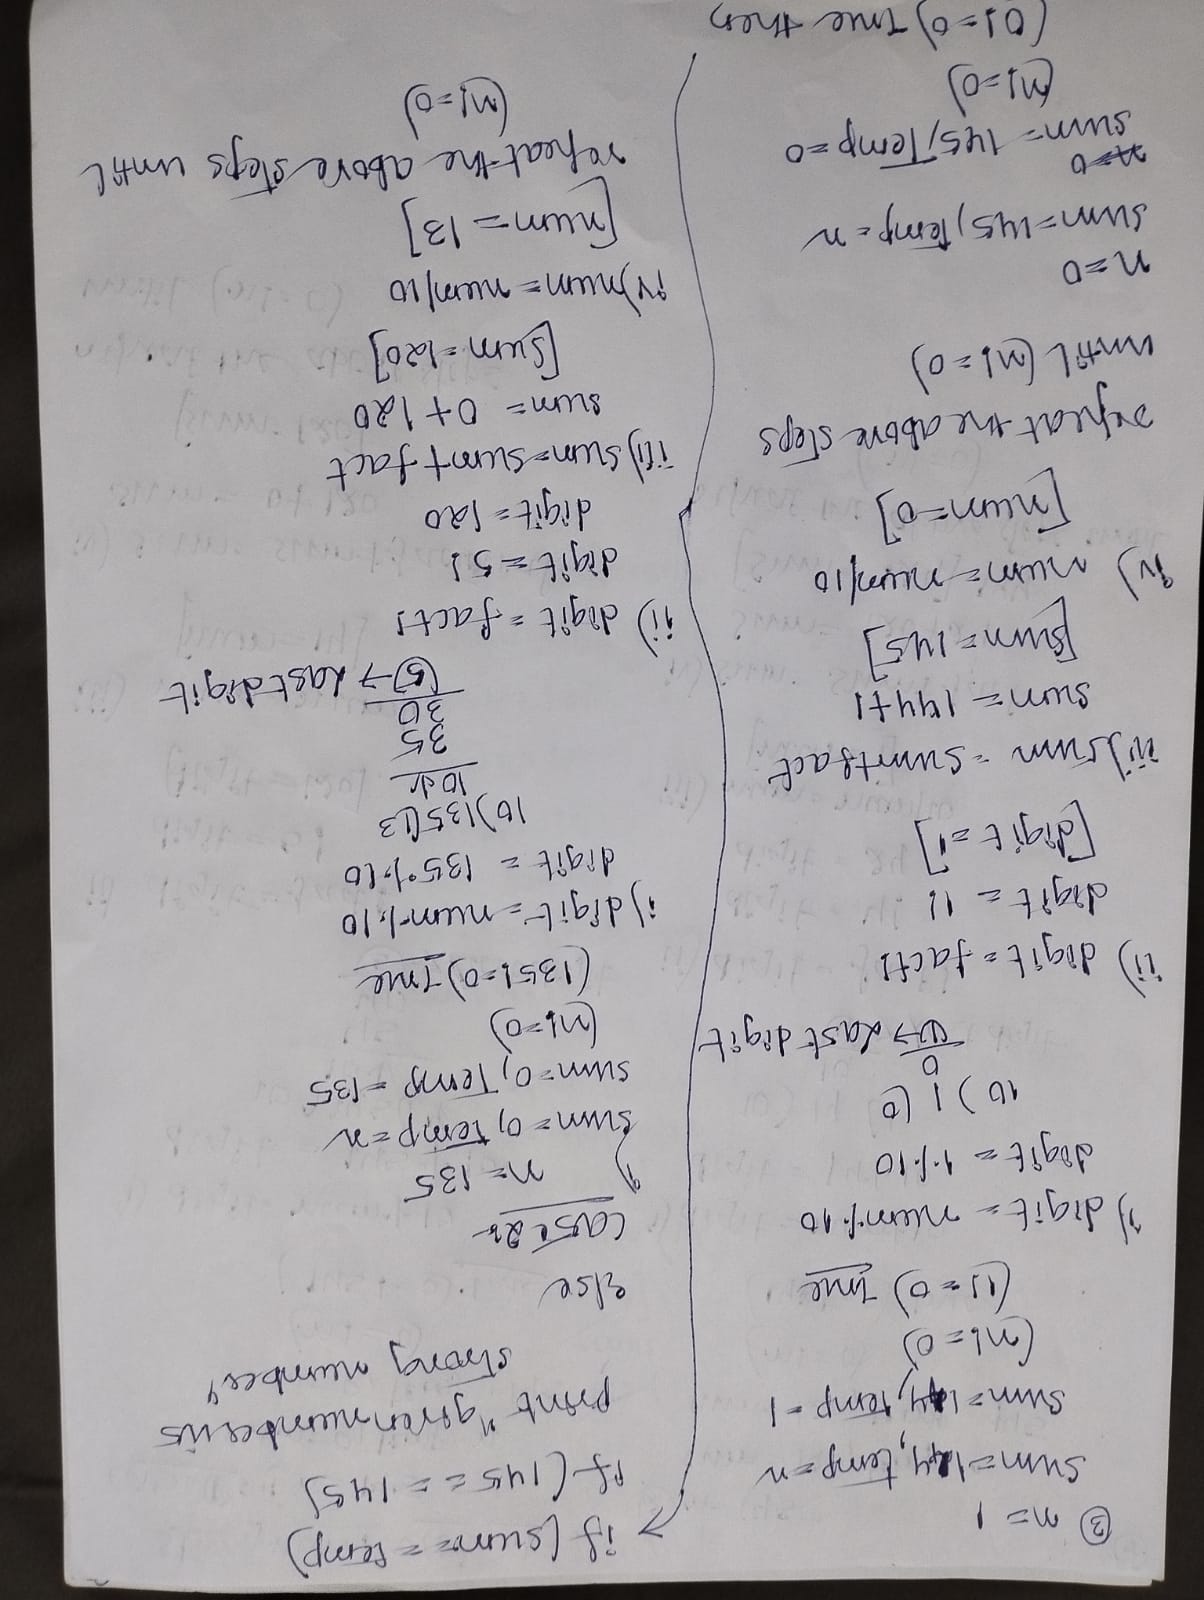 ③ n=1
sum=144, temp=n
sum=144, temp=1
(n!=0)
(1!=0) True
i) digit=num%10
digit=1%10
10)1(0
0
1→Last digit
ii) digit=fact!
digit=1!
[digit=1]
iii) sum=sum+fact
sum=144+1
[sum=145]
iv) num=num/10
[num=0]
repeat the above steps
until (n!=0)
n=0
sum=145, Temp=n
n=0
sum=145, Temp=0
(n!=0)
(0!=0) True then
→ if (sum==temp)
if (145==145)
print "given number is
strong number"
else
case 2:
i) n=135
sum=0, temp=n
sum=0, Temp=135
(n!=0)
(135!=0) True
i) digit=num%10
digit=135%10
10)135(13
10
35
30
5→Last digit
ii) digit=fact!
digit=5!
digit=120
iii) sum=sum+fact
sum=0+120
[sum=120]
iv) num=num/10
[num=13]
repeat the above steps until
(n!=0)